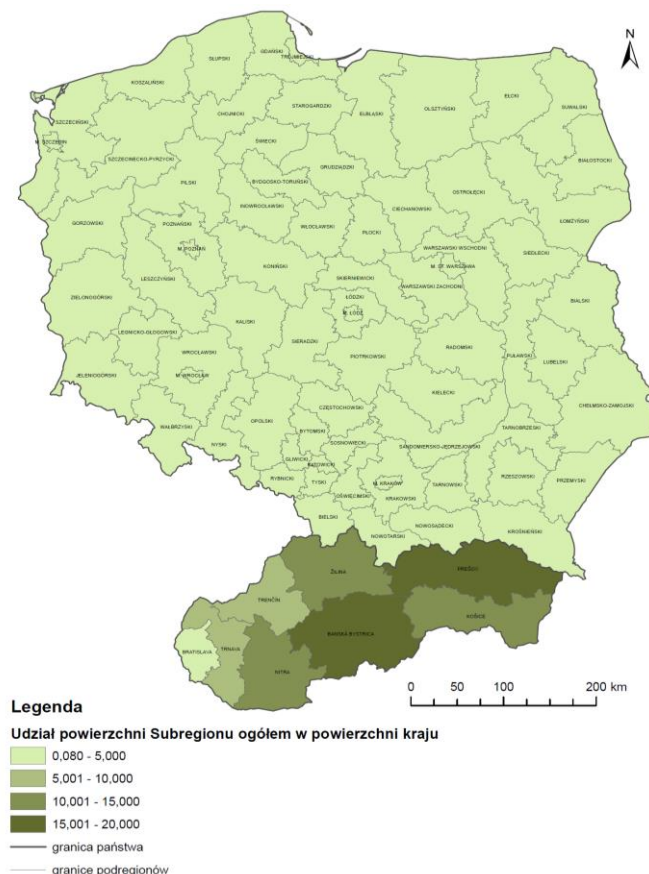 N
GDAŃSKI
TRÓJMIEJSKI
SŁUPSKI
KOSZALIŃSKI
STAROGARDZKI
ELBLĄSKI
OLSZTYŃSKI
EŁCKI
SUWALSKI
SZCZECIŃSKI
M. SZCZECIN
CHOJNICKI
ŚWIECKI
SZCZECINECKO-PYRZYCKI
GRUDZIĄDZKI
BIAŁOSTOCKI
PILSKI
BYDGOSKO-TORUŃSKI
OSTROŁĘCKI
INOWROCŁAWSKI
CIECHANOWSKI
ŁOMŻYŃSKI
GORZOWSKI
POZNAŃSKI
M. POZNAŃ
WŁOCŁAWSKI
PŁOCKI
WARSZAWSKI WSCHODNI
SIEDLECKI
M. ST. WARSZAWA
KONIŃSKI
SKIERNIEWICKI
WARSZAWSKI ZACHODNI
LESZCZYŃSKI
ZIELONOGÓRSKI
ŁÓDZKI
M. ŁÓDŹ
BIALSKI
KALISKI
LEGNICKO-GŁOGOWSKI
SIERADZKI
RADOMSKI
WROCŁAWSKI
PIOTRKOWSKI
PUŁAWSKI
LUBELSKI
JELENIOGÓRSKI
M. WROCŁAW
KIELECKI
CHEŁMSKO-ZAMOJSKI
CZĘSTOCHOWSKI
WAŁBRZYSKI
OPOLSKI
TARNOBRZESKI
NYSKI
BYTOMSKI
SOSNOWIECKI
SANDOMIERSKO-JĘDRZEJOWSKI
GLIWICKI
KATOWICKI
RYBNICKI
TYSKI
M. KRAKÓW
RZESZOWSKI
PRZEMYSKI
OŚWIĘCIMSKI
KRAKOWSKI
TARNOWSKI
BIELSKI
NOWOSĄDECKI
KROŚNIEŃSKI
NOWOTARSKI
ŽILINA
PREŠOV
TRENČÍN
KOŠICE
BANSKÁ BYSTRICA
BRATISLAVA
TRNAVA
NITRA
0 50 100 200 km
Legenda
Udział powierzchni Subregionu ogółem w powierzchni kraju
0,080 - 5,000
5,001 - 10,000
10,001 - 15,000
15,001 - 20,000
granica państwa
granice podregionów